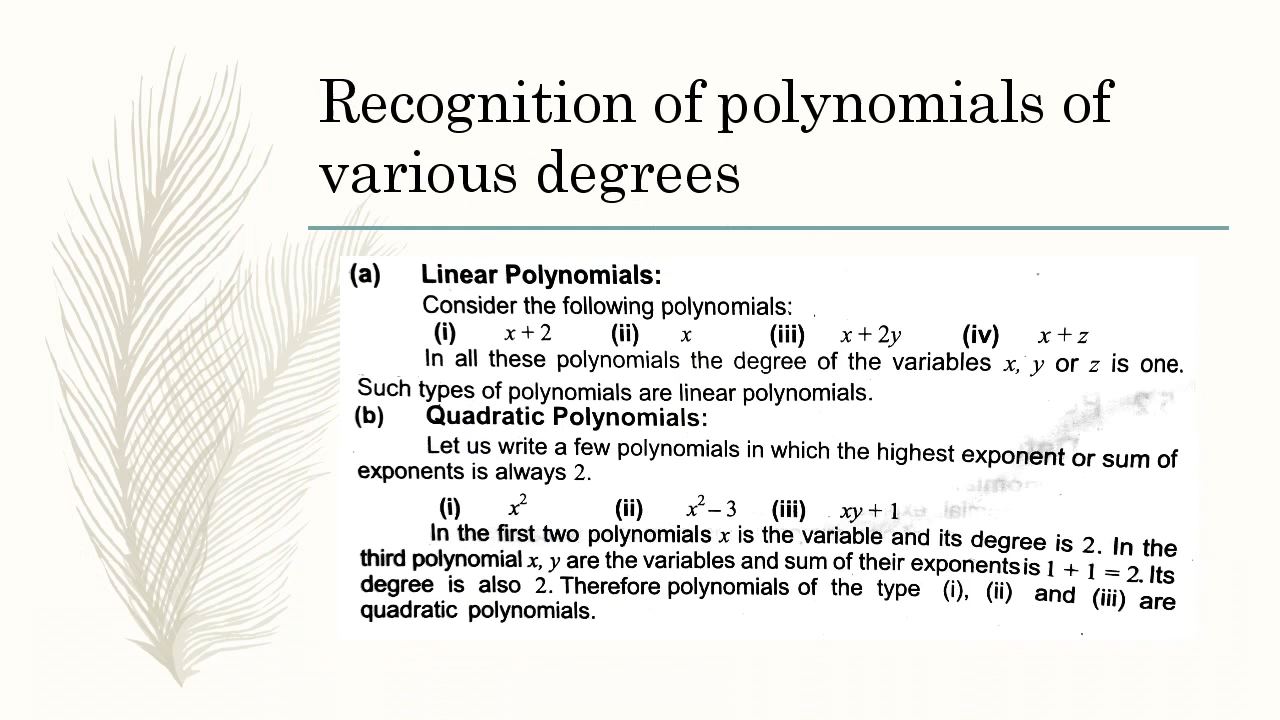 Recognition of polynomials of
various degrees
(a) Linear Polynomials:
Consider the following polynomials:
(i) x + 2 (ii) x (iii) x + 2y (iv) x + z
In all these polynomials the degree of the variables x, y or z is one.
Such types of polynomials are linear polynomials.
(b) Quadratic Polynomials:
Let us write a few polynomials in which the highest exponent or sum of
exponents is always 2.
(i) x² (ii) x² – 3 (iii) xy + 1
In the first two polynomials x is the variable and its degree is 2. In the
third polynomial x, y are the variables and sum of their exponents is 1 + 1 = 2. Its
degree is also 2. Therefore polynomials of the type (i), (ii) and (iii) are
quadratic polynomials.